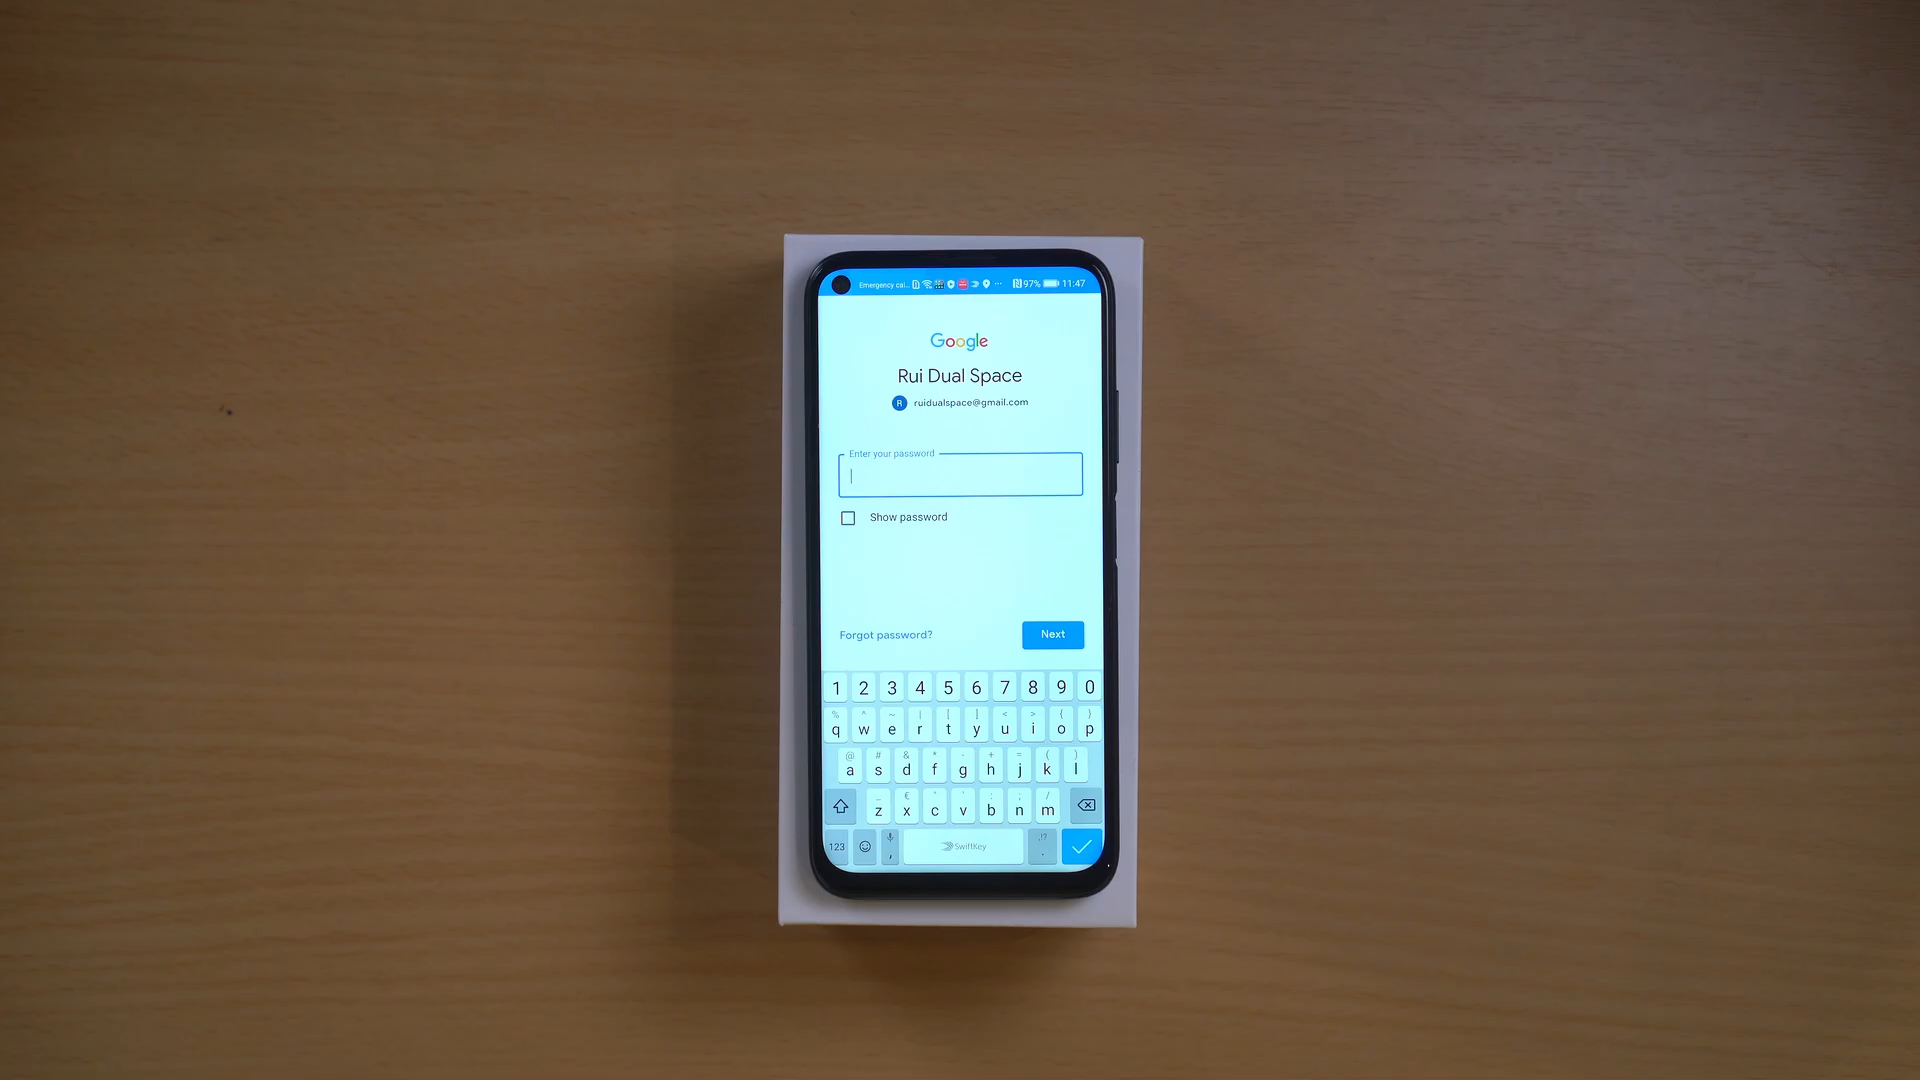 Emergency cal... 97% 11:47
Google
Rui Dual Space
R ruidualspace@gmail.com
Enter your password
Show password
Forgot password? Next
1 2 3 4 5 6 7 8 9 0
% ^ ~ | [ ] < > { }
q w e r t y u i o p
@ # & * - + = ( )
a s d f g h j k l
_ € " ' : ; /
z x c v b n m
123 , SwiftKey ,!? .